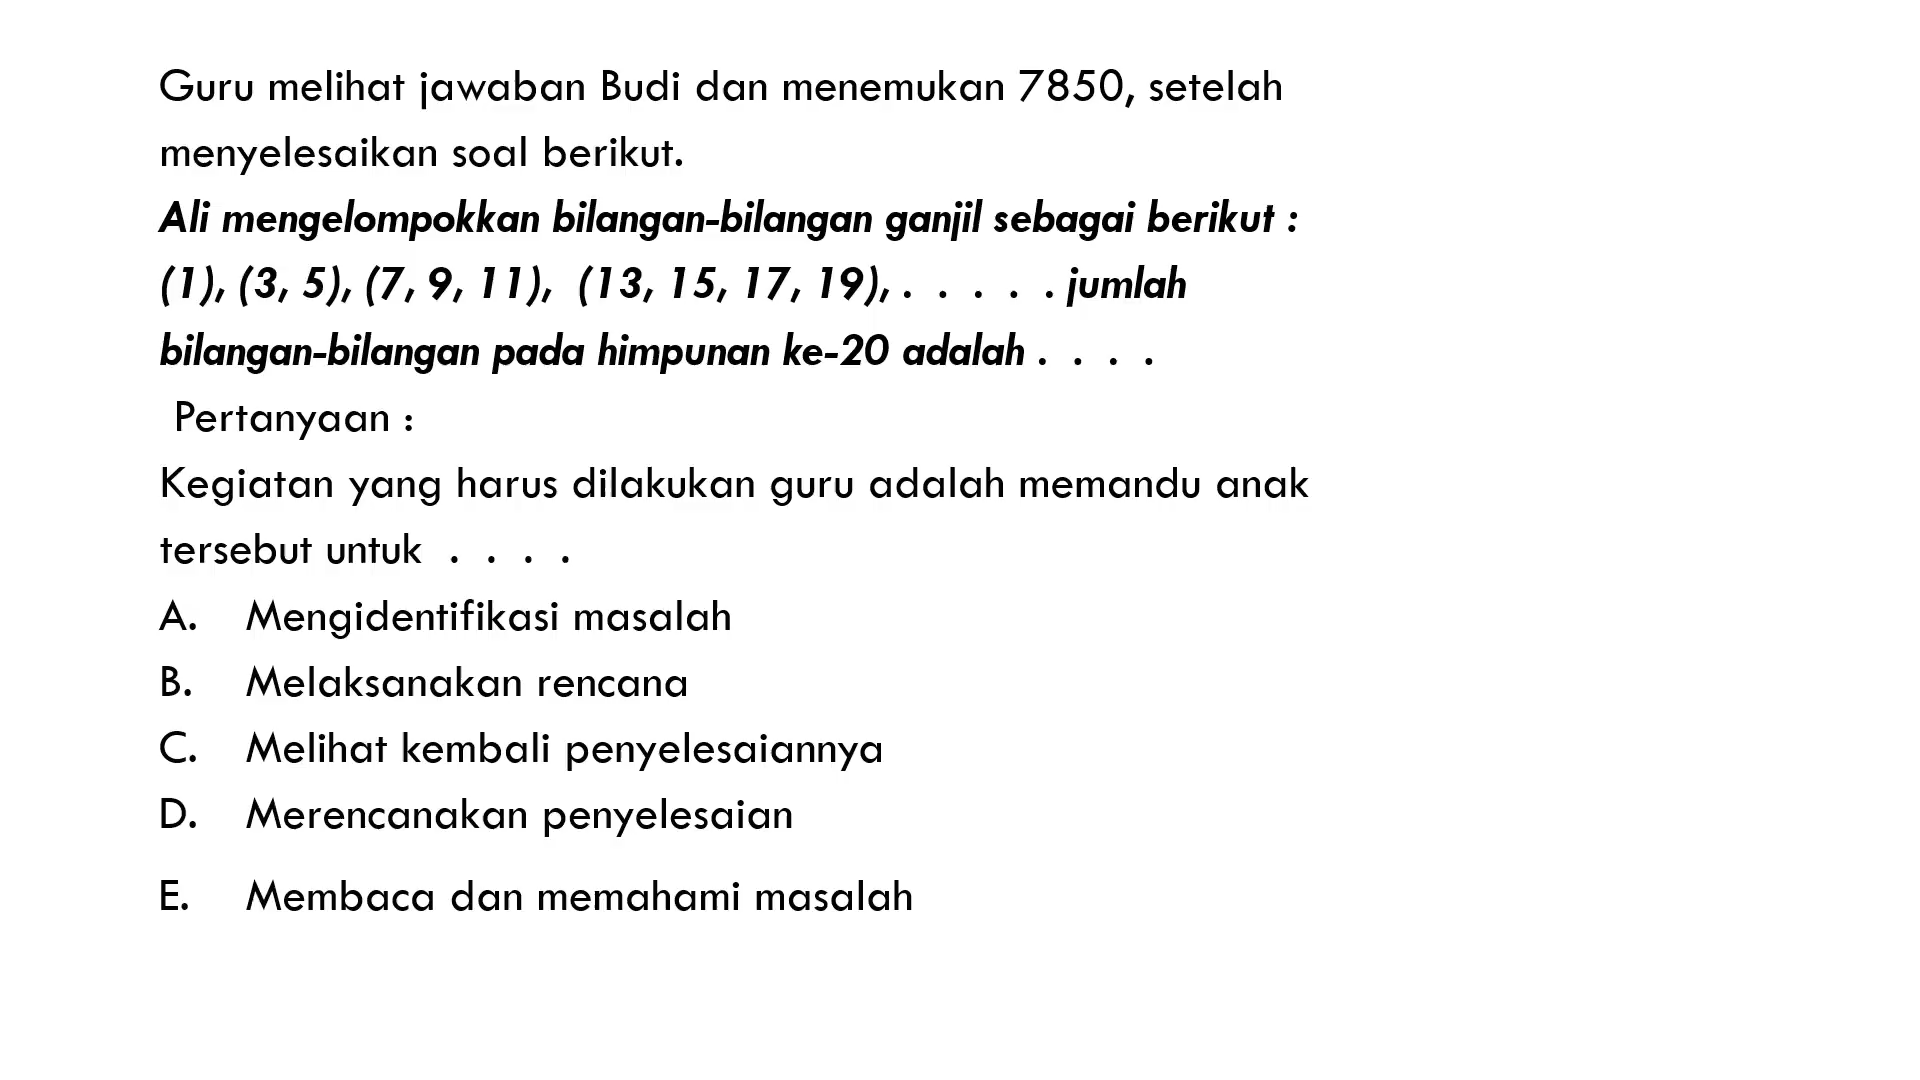 Guru melihat jawaban Budi dan menemukan 7850, setelah
menyelesaikan soal berikut.
Ali mengelompokkan bilangan-bilangan ganjil sebagai berikut :
(1), (3, 5), (7, 9, 11), (13, 15, 17, 19), . . . . . jumlah
bilangan-bilangan pada himpunan ke-20 adalah . . . .
Pertanyaan :
Kegiatan yang harus dilakukan guru adalah memandu anak
tersebut untuk . . . .
A. Mengidentifikasi masalah
B. Melaksanakan rencana
C. Melihat kembali penyelesaiannya
D. Merencanakan penyelesaian
E. Membaca dan memahami masalah